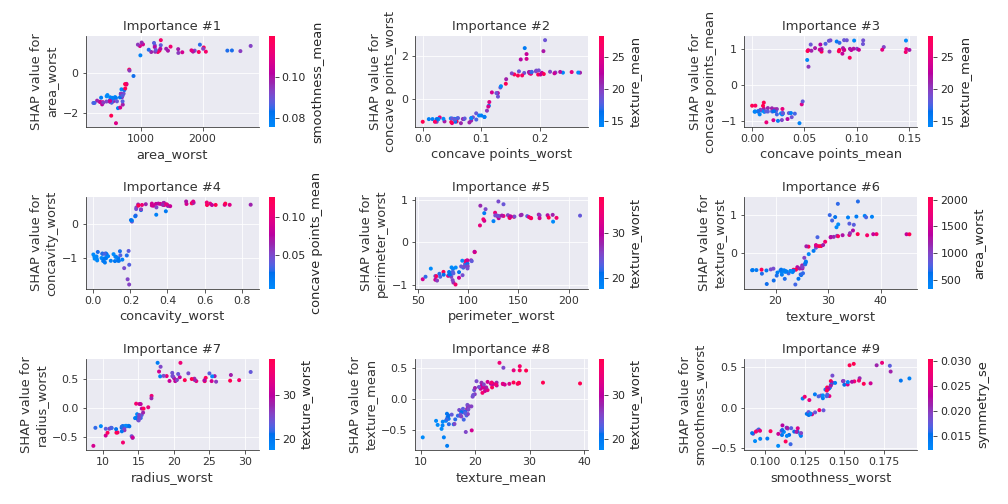 Importance #1
Importance #2
Importance #3
SHAP value for
area_worst
−2
0
1000
2000
area_worst
0.08
0.10
smoothness_mean
SHAP value for
concave points_worst
0
2
0.0
0.1
0.2
concave points_worst
15
20
25
texture_mean
SHAP value for
concave points_mean
−1
0
1
0.00
0.05
0.10
0.15
concave points_mean
15
20
25
texture_mean
Importance #4
Importance #5
Importance #6
SHAP value for
concavity_worst
−1
0
0.0
0.2
0.4
0.6
0.8
concavity_worst
0.05
0.10
concave points_mean
SHAP value for
perimeter_worst
−1
0
1
50
100
150
200
perimeter_worst
20
30
texture_worst
SHAP value for
texture_worst
0
1
20
30
40
texture_worst
500
1000
1500
2000
area_worst
Importance #7
Importance #8
Importance #9
SHAP value for
radius_worst
−0.5
0.0
0.5
10
15
20
25
30
radius_worst
20
30
texture_worst
SHAP value for
texture_mean
−0.5
0.0
0.5
10
20
30
40
texture_mean
20
30
texture_worst
SHAP value for
smoothness_worst
−0.5
0.0
0.5
0.100
0.125
0.150
0.175
smoothness_worst
0.015
0.020
0.025
0.030
symmetry_se